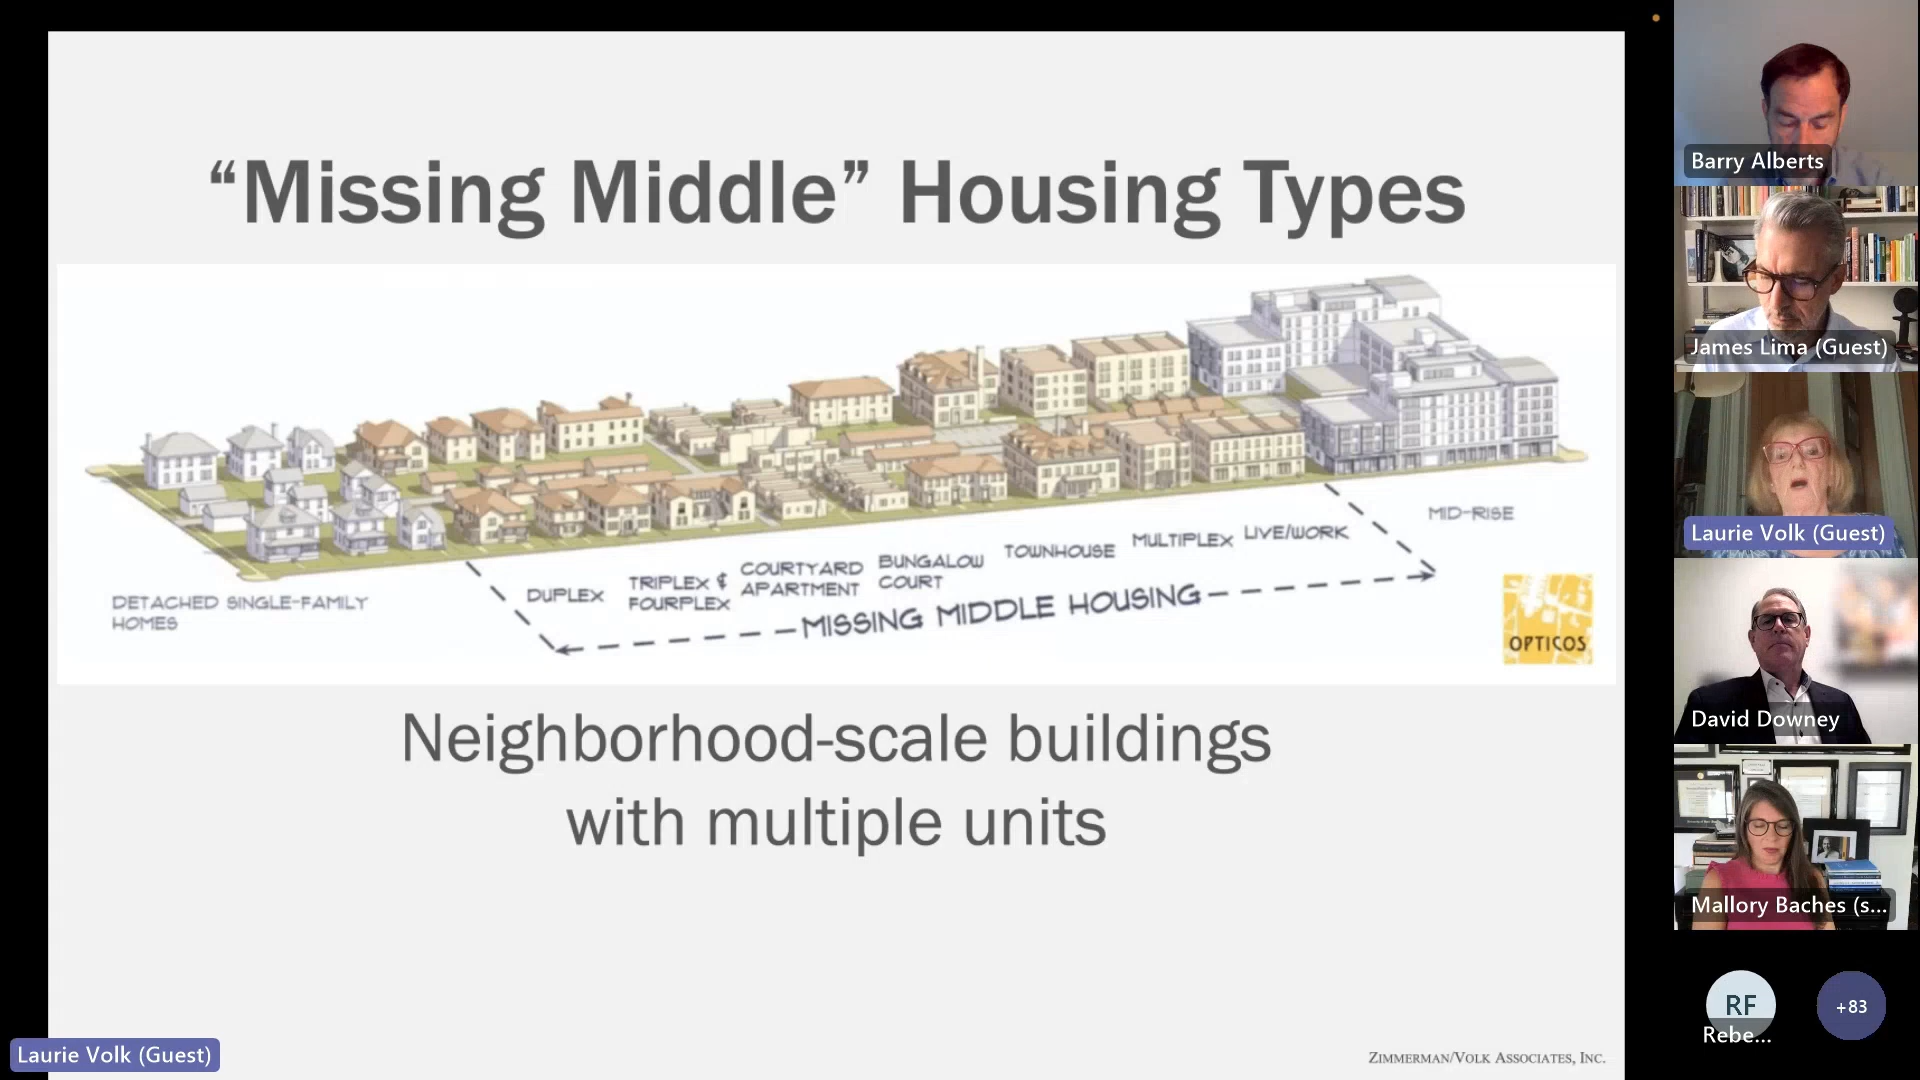 “Missing Middle” Housing Types
DETACHED SINGLE-FAMILY
HOMES
DUPLEX
TRIPLEX &
FOURPLEX
COURTYARD
APARTMENT
BUNGALOW
COURT
TOWNHOUSE
MULTIPLEX
LIVE/WORK
MID-RISE
MISSING MIDDLE HOUSING
OPTICOS
Neighborhood-scale buildings
with multiple units
ZIMMERMAN/VOLK ASSOCIATES, INC.
Laurie Volk (Guest)
Barry Alberts
James Lima (Guest)
Laurie Volk (Guest)
David Downey
Mallory Baches (s...
RF
Rebe...
+83